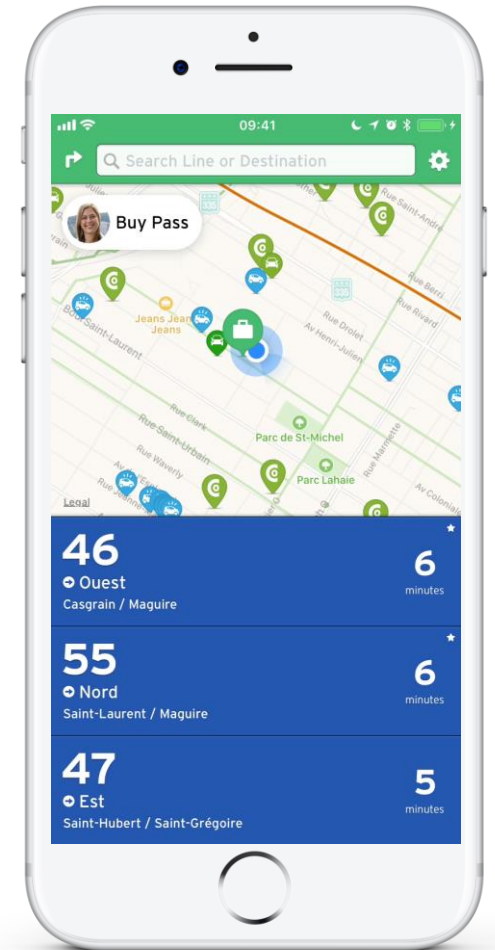 09:41
Search Line or Destination
Buy Pass
Rue Saint-André
Rue Berri
Rue Rivard
Jeans Jeans
Jeans
Rue Drolet
Av Henri-Julien
Saint-Laurent
Rue Clark
Rue Saint-Urbain
Rue Waverly
Parc de St-Michel
Parc Lahaie
Rue Marmette
Av Coloniale
Legal
46
Ouest
Casgrain / Maguire
6
minutes
55
Nord
Saint-Laurent / Maguire
6
minutes
47
Est
Saint-Hubert / Saint-Grégoire
5
minutes